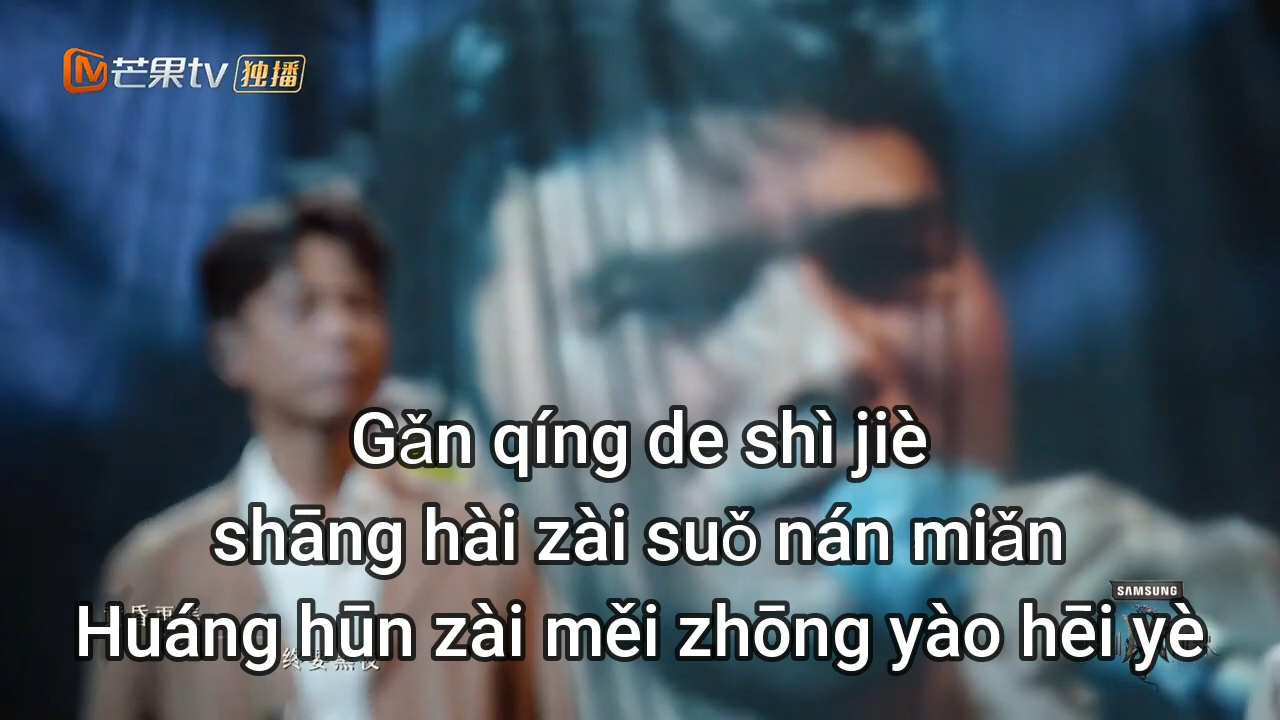 芒果tv 独播
Gǎn qíng de shì jiè
shāng hài zài suǒ nán miǎn
Huáng hūn zài měi zhōng yào hēi yè
SAMSUNG